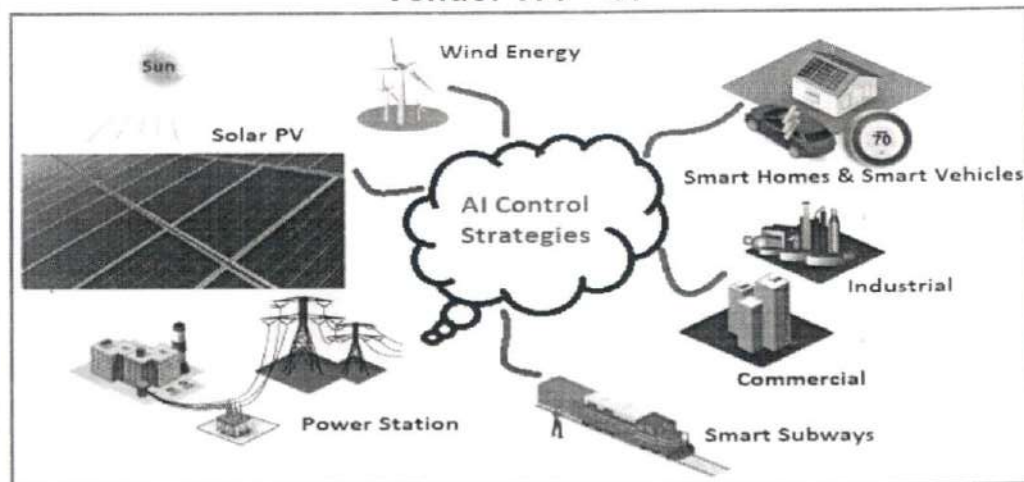 Wind Energy
Sun
Solar PV
AI Control
Strategies
70
Smart Homes & Smart Vehicles
Industrial
Commercial
Power Station
Smart Subways